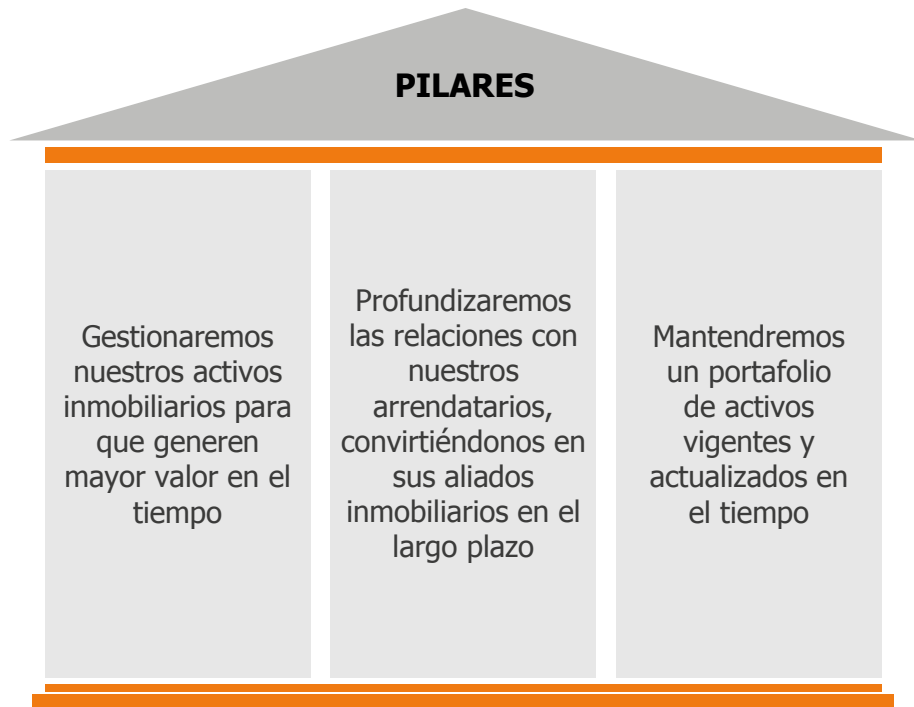 PILARES
Gestionaremos
nuestros activos
inmobiliarios para
que generen
mayor valor en el
tiempo
Profundizaremos
las relaciones con
nuestros
arrendatarios,
convirtiéndonos en
sus aliados
inmobiliarios en el
largo plazo
Mantendremos
un portafolio
de activos
vigentes y
actualizados en
el tiempo